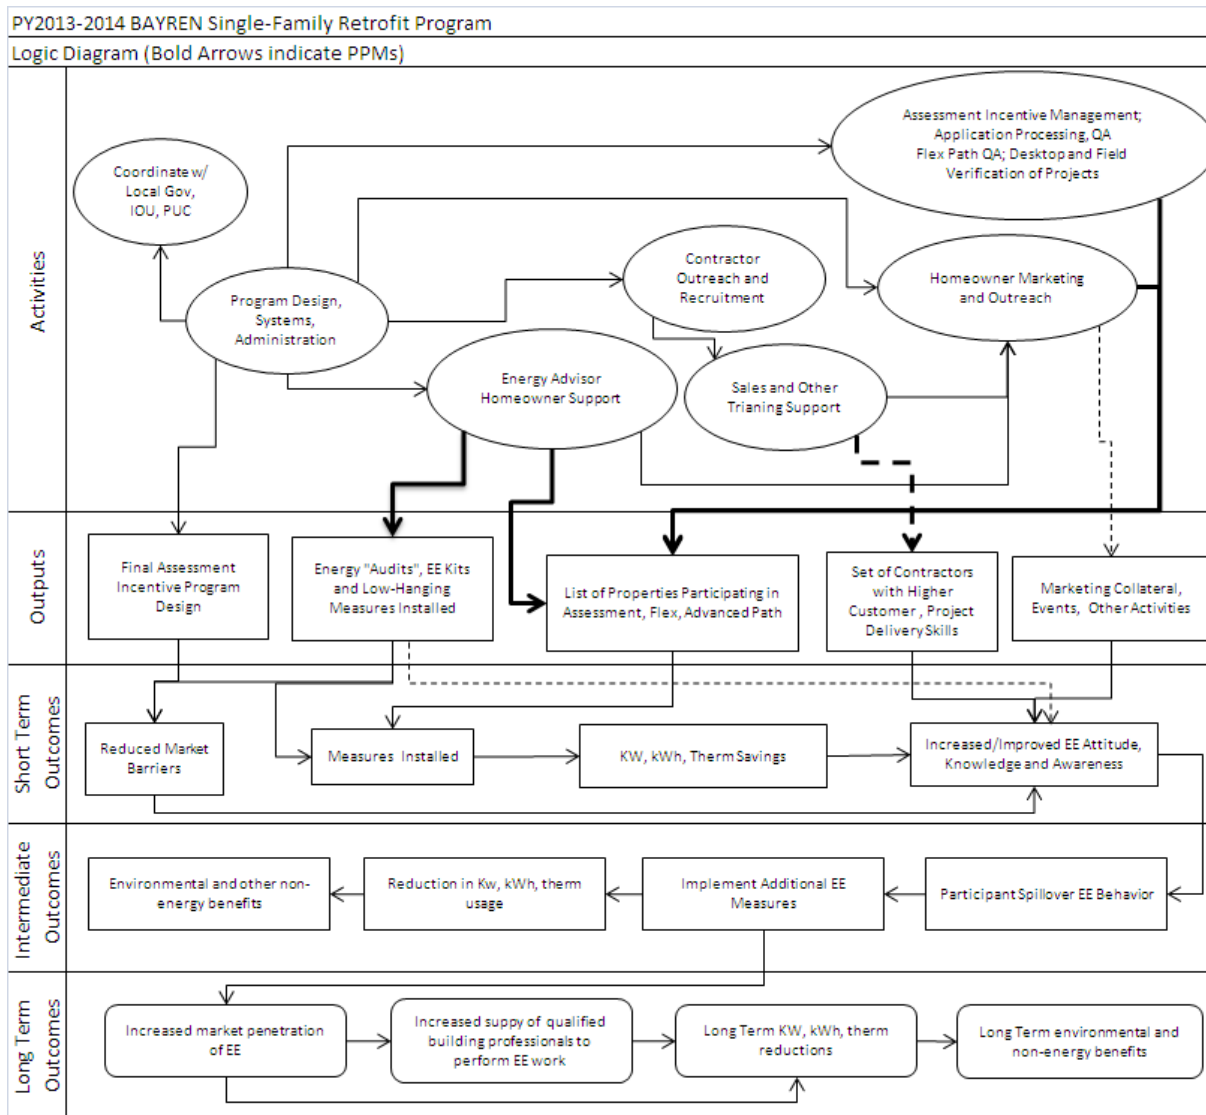 PY2013-2014 BAYREN Single-Family Retrofit Program
Logic Diagram (Bold Arrows indicate PPMs)
Activities
Assessment Incentive Management;
Application Processing, QA
Flex Path QA; Desktop and Field
Verification of Projects
Coordinate w/
Local Gov,
IOU, PUC
Contractor
Outreach and
Recruitment
Homeowner Marketing
and Outreach
Program Design,
Systems,
Administration
Energy Advisor
Homeowner Support
Sales and Other
Trianing Support
Outputs
Final Assessment
Incentive Program
Design
Energy "Audits", EE Kits
and Low-Hanging
Measures Installed
List of Properties Participating in
Assessment, Flex, Advanced Path
Set of Contractors
with Higher
Customer , Project
Delivery Skills
Marketing Collateral,
Events, Other Activities
Short Term
Outcomes
Reduced Market
Barriers
Measures Installed
KW, kWh, Therm Savings
Increased/Improved EE Attitude,
Knowledge and Awareness
Intermediate
Outcomes
Environmental and other non-
energy benefits
Reduction in Kw, kWh, therm
usage
Implement Additional EE
Measures
Participant Spillover EE Behavior
Long Term
Outcomes
Increased market penetration
of EE
Increased suppy of qualified
building professionals to
perform EE work
Long Term KW, kWh, therm
reductions
Long Term environmental and
non-energy benefits